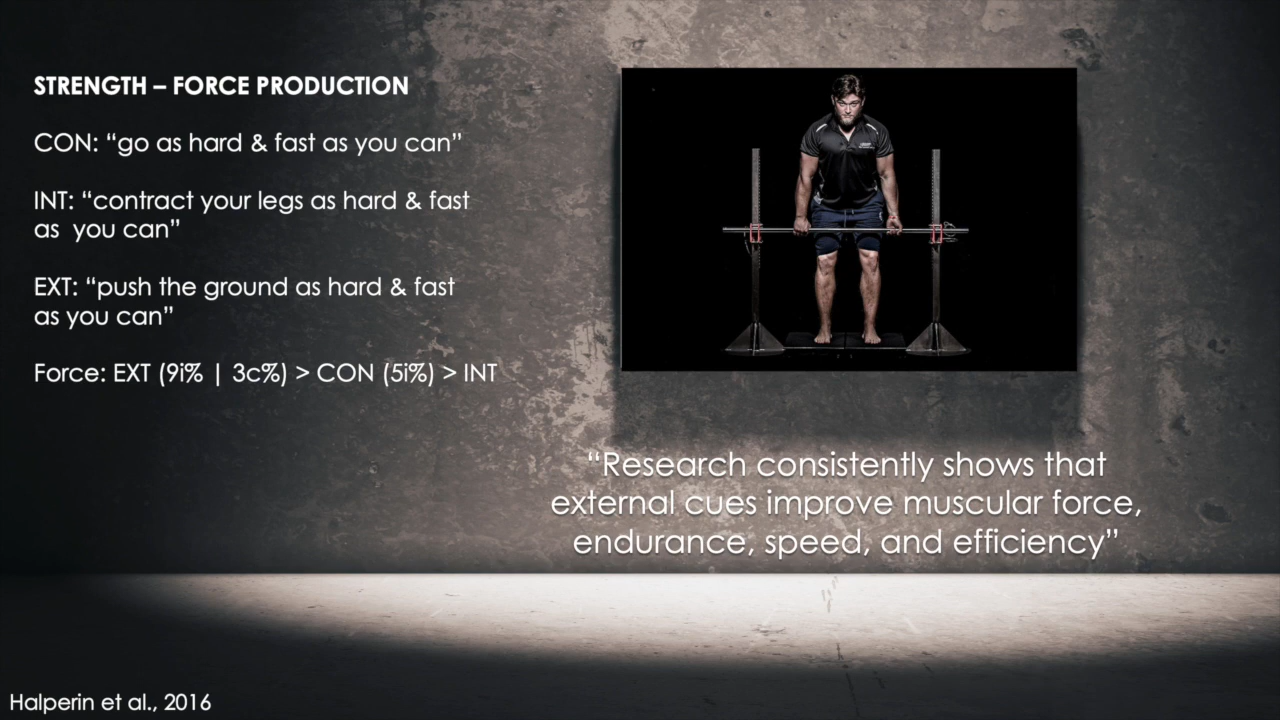 STRENGTH – FORCE PRODUCTION
CON: “go as hard & fast as you can”
INT: “contract your legs as hard & fast
as  you can”
EXT: “push the ground as hard & fast
as you can”
Force: EXT (9i% | 3c%) > CON (5i%) > INT
“Research consistently shows that
external cues improve muscular force,
endurance, speed, and efficiency”
Halperin et al., 2016